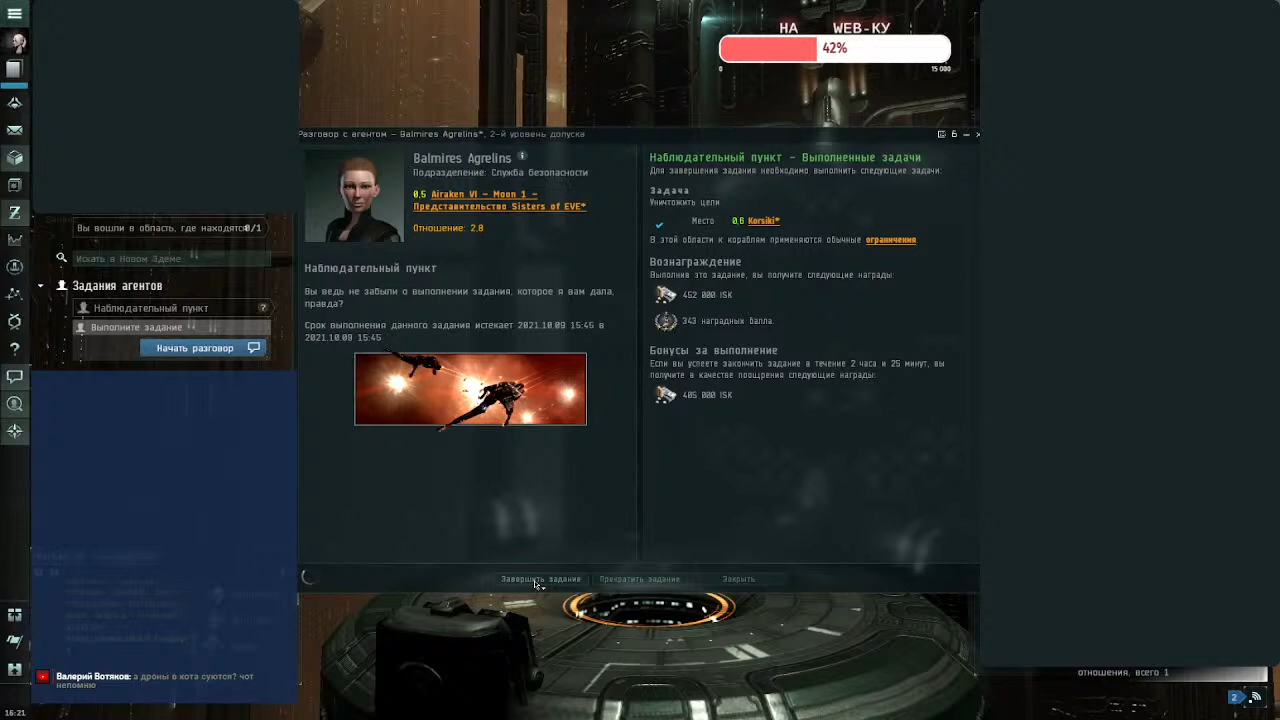 НА WEB-КУ
42%
0 15 000
Разговор с агентом – Balmires Agrelins*, 2-й уровень допуска
Balmires Agrelins
Подразделение: Служба безопасности
0,5 Airaken VI – Moon 1 –
Представительство Sisters of EVE*
Отношение: 2,8
Наблюдательный пункт
Вы ведь не забыли о выполнении задания, которое я вам дала,
правда?
Срок выполнения данного задания истекает 2021.10.09 15:45 в
2021.10.09 15:45
Наблюдательный пункт – Выполненные задачи
Для завершения задания необходимо выполнить следующие задачи:
Задача
Уничтожить цели
Место 0,6 Korsiki*
В этой области к кораблям применяются обычные ограничения
Вознаграждение
Выполнив это задание, вы получите следующие награды:
452 000 ISK
343 наградных балла.
Бонусы за выполнение
Если вы успеете закончить задание в течение 2 часа и 25 минут, вы
получите в качестве поощрения следующие награды:
405 000 ISK
Завершить задание Прекратить задание Закрыть
Вы вошли в область, где находятся 0/1
Искать в Новом Эдеме
Задания агентов
Наблюдательный пункт ?
Выполните задание
Начать разговор
Валерий Вотяков: а дроны в кота суются? чот
непомню
отношения, всего 1
2
16:21